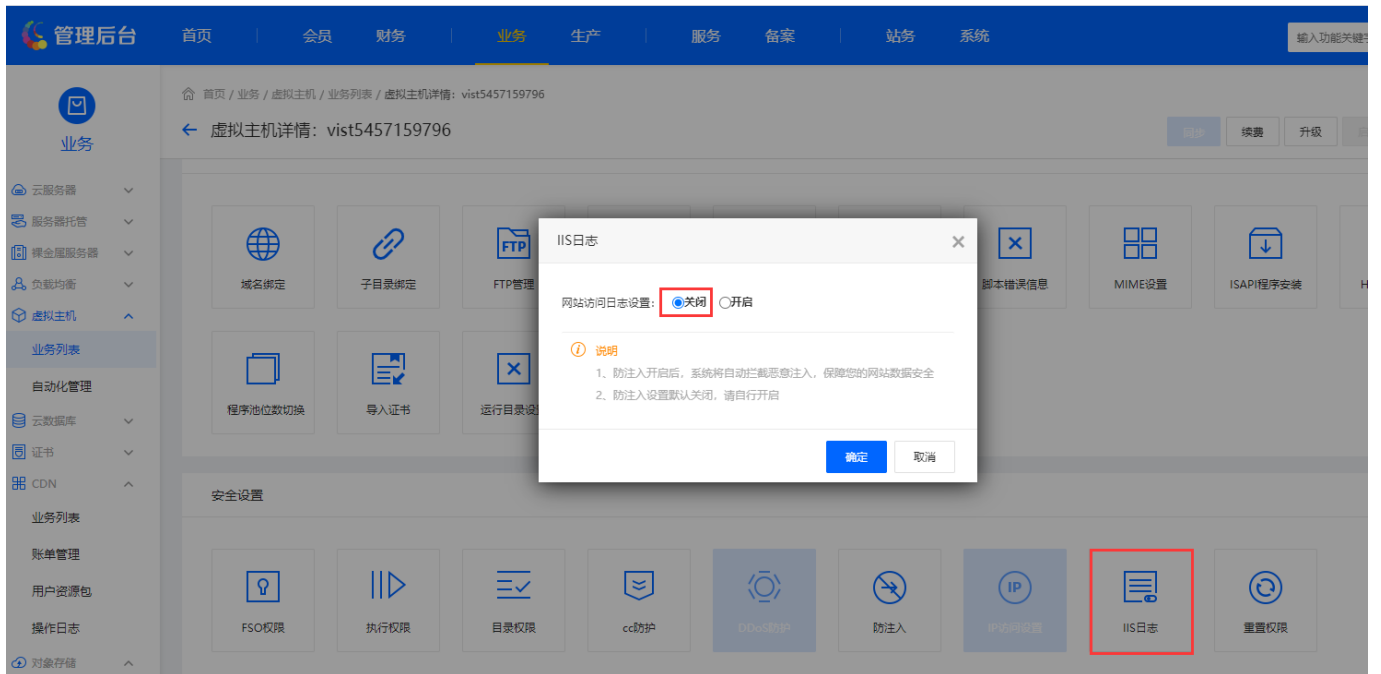 管理后台
首页
会员
财务
业务
生产
服务
备案
站务
系统
输入功能关键字
业务
首页 / 业务 / 虚拟主机 / 业务列表 / 虚拟主机详情：vist5457159796
← 虚拟主机详情：vist5457159796
同步
续费
升级
云服务器
服务器托管
裸金属服务器
负载均衡
虚拟主机
业务列表
自动化管理
云数据库
证书
CDN
业务列表
账单管理
用户资源包
操作日志
对象存储
域名绑定
子目录绑定
FTP
FTP管理
脚本错误信息
MIME设置
ISAPI程序安装
H
程序池位数切换
导入证书
运行目录设
IIS日志
网站访问日志设置： 关闭 开启
说明
1、防注入开启后，系统将自动拦截恶意注入，保障您的网站数据安全
2、防注入设置默认关闭，请自行开启
确定
取消
安全设置
FSO权限
执行权限
目录权限
cc防护
DDoS防护
防注入
IP
IP访问设置
IIS日志
重置权限